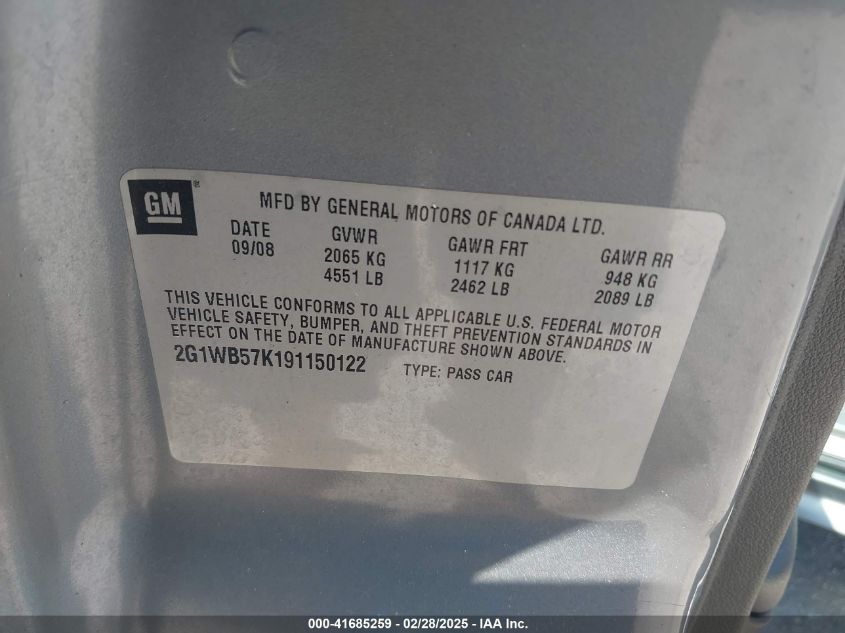 GM ®
MFD BY GENERAL MOTORS OF CANADA LTD.
DATE GVWR GAWR FRT GAWR RR
09/08 2065 KG 1117 KG 948 KG
4551 LB 2462 LB 2089 LB
THIS VEHICLE CONFORMS TO ALL APPLICABLE U.S. FEDERAL MOTOR
VEHICLE SAFETY, BUMPER, AND THEFT PREVENTION STANDARDS IN
EFFECT ON THE DATE OF MANUFACTURE SHOWN ABOVE.
2G1WB57K191150122 TYPE: PASS CAR
000-41685259 - 02/28/2025 - IAA Inc.